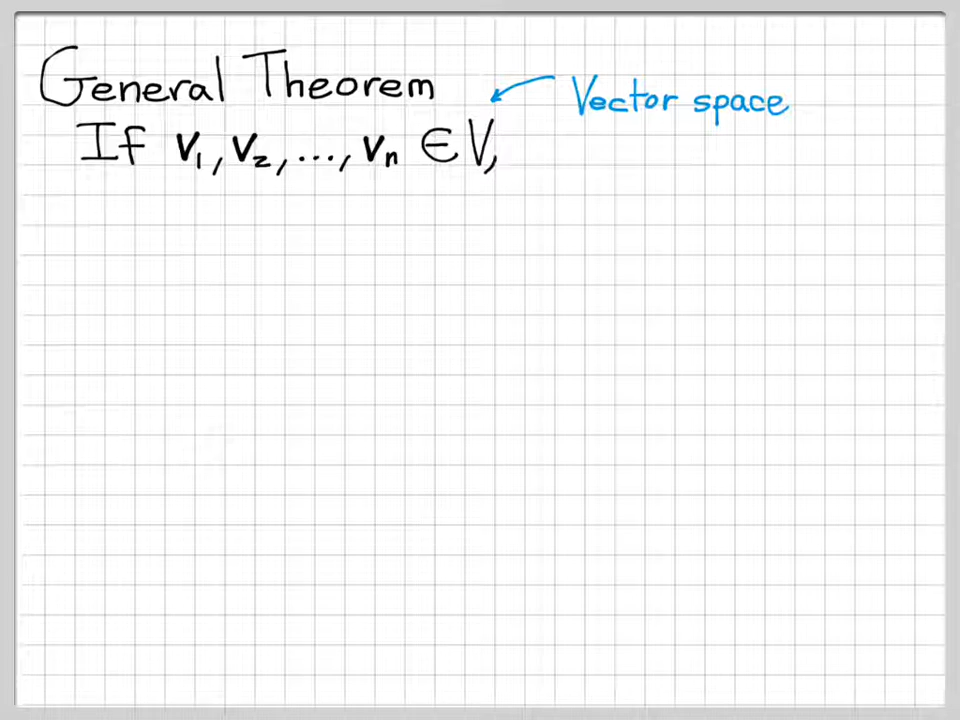 General Theorem
Vector space
If v₁, v₂, ..., vₙ ∈ V,